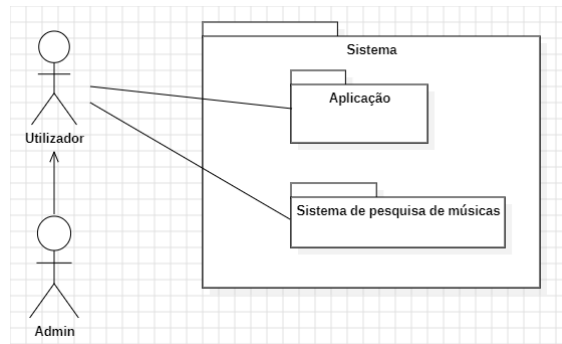 Sistema
Aplicação
Utilizador
Sistema de pesquisa de músicas
Admin